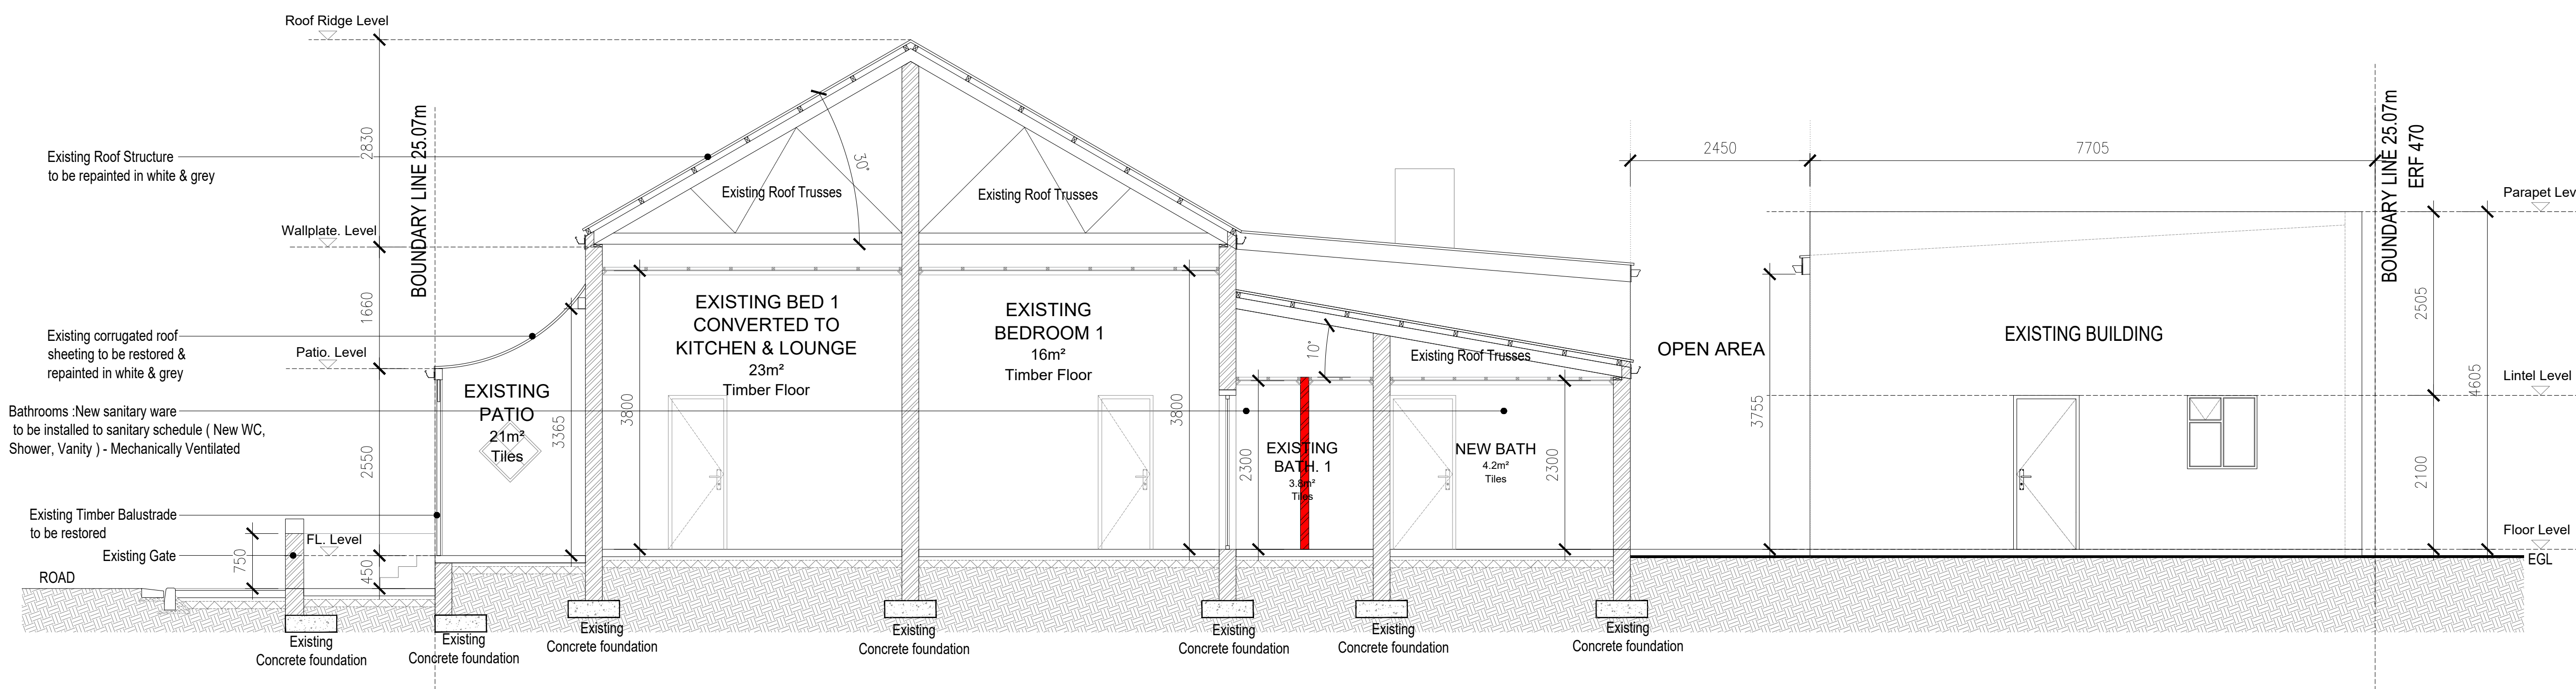 Roof Ridge Level
2830
BOUNDARY LINE 25.07m
Existing Roof Structure
to be repainted in white & grey
Wallplate. Level
1660
Existing corrugated roof
sheeting to be restored &
repainted in white & grey
Patio. Level
Bathrooms :New sanitary ware
to be installed to sanitary schedule ( New WC,
Shower, Vanity ) - Mechanically Ventilated
2550
Existing Timber Balustrade
to be restored
FL. Level
Existing Gate
750
450
ROAD
EXISTING
PATIO
21m²
Tiles
3365
30°
Existing Roof Trusses
Existing Roof Trusses
3800
EXISTING BED 1
CONVERTED TO
KITCHEN & LOUNGE
23m²
Timber Floor
EXISTING
BEDROOM 1
16m²
Timber Floor
3800
10°
Existing Roof Trusses
2300
EXISTING
BATH. 1
3.8m²
Tiles
NEW BATH
4.2m²
Tiles
2300
OPEN AREA
2450
7705
3755
EXISTING BUILDING
BOUNDARY LINE 25.07m
ERF 470
Parapet Lev
2505
4605
Lintel Level
2100
Floor Level
EGL
Existing
Concrete foundation
Existing
Concrete foundation
Existing
Concrete foundation
Existing
Concrete foundation
Existing
Concrete foundation
Existing
Concrete foundation
Existing
Concrete foundation